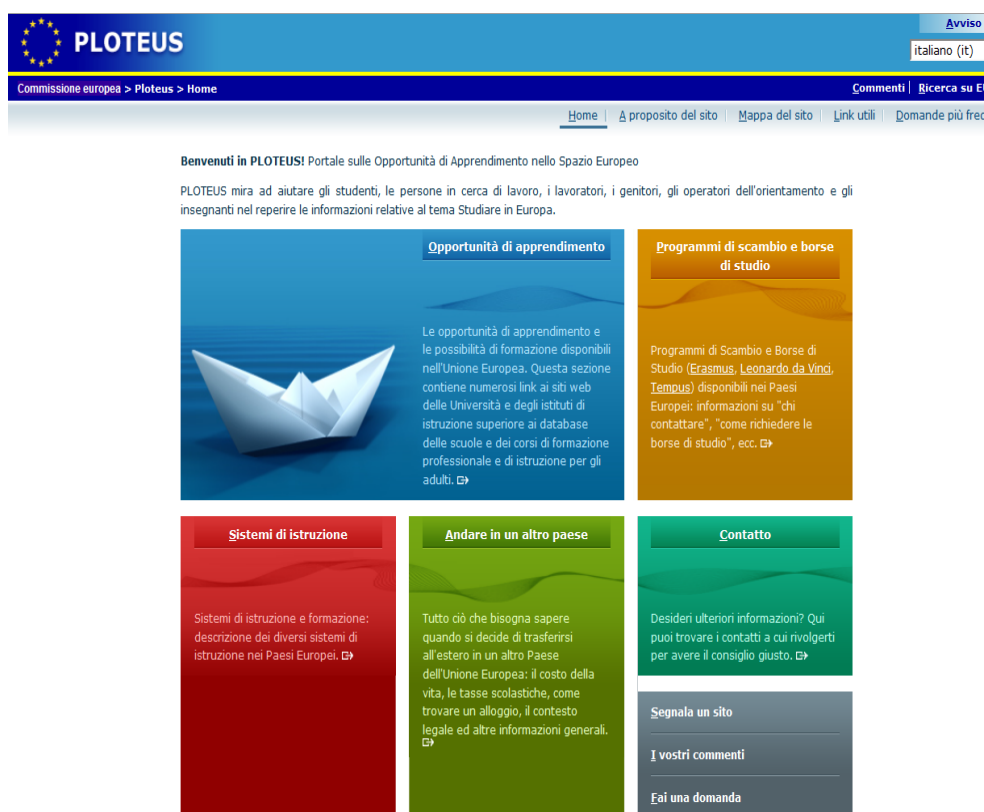 PLOTEUS
Avviso
italiano (it)
Commissione europea > Ploteus > Home
Commenti | Ricerca su
Home | A proposito del sito | Mappa del sito | Link utili | Domande più
Benvenuti in PLOTEUS! Portale sulle Opportunità di Apprendimento nello Spazio Europeo
PLOTEUS mira ad aiutare gli studenti, le persone in cerca di lavoro, i lavoratori, i genitori, gli operatori dell'orientamento e gli
insegnanti nel reperire le informazioni relative al tema Studiare in Europa.
Opportunità di apprendimento
Le opportunità di apprendimento e
le possibilità di formazione disponibili
nell'Unione Europea. Questa sezione
contiene numerosi link ai siti web
delle Università e degli istituti di
istruzione superiore ai database
delle scuole e dei corsi di formazione
professionale e di istruzione per gli
adulti.
Programmi di scambio e borse
di studio
Programmi di Scambio e Borse di
Studio (Erasmus, Leonardo da Vinci,
Tempus) disponibili nei Paesi
Europei: informazioni su "chi
contattare", "come richiedere le
borse di studio", ecc.
Sistemi di istruzione
Sistemi di istruzione e formazione:
descrizione dei diversi sistemi di
istruzione nei Paesi Europei.
Andare in un altro paese
Tutto ciò che bisogna sapere
quando si decide di trasferirsi
all'estero in un altro Paese
dell'Unione Europea: il costo della
vita, le tasse scolastiche, come
trovare un alloggio, il contesto
legale ed altre informazioni generali.
Contatto
Desideri ulteriori informazioni? Qui
puoi trovare i contatti a cui rivolgerti
per avere il consiglio giusto.
Segnala un sito
I vostri commenti
Fai una domanda